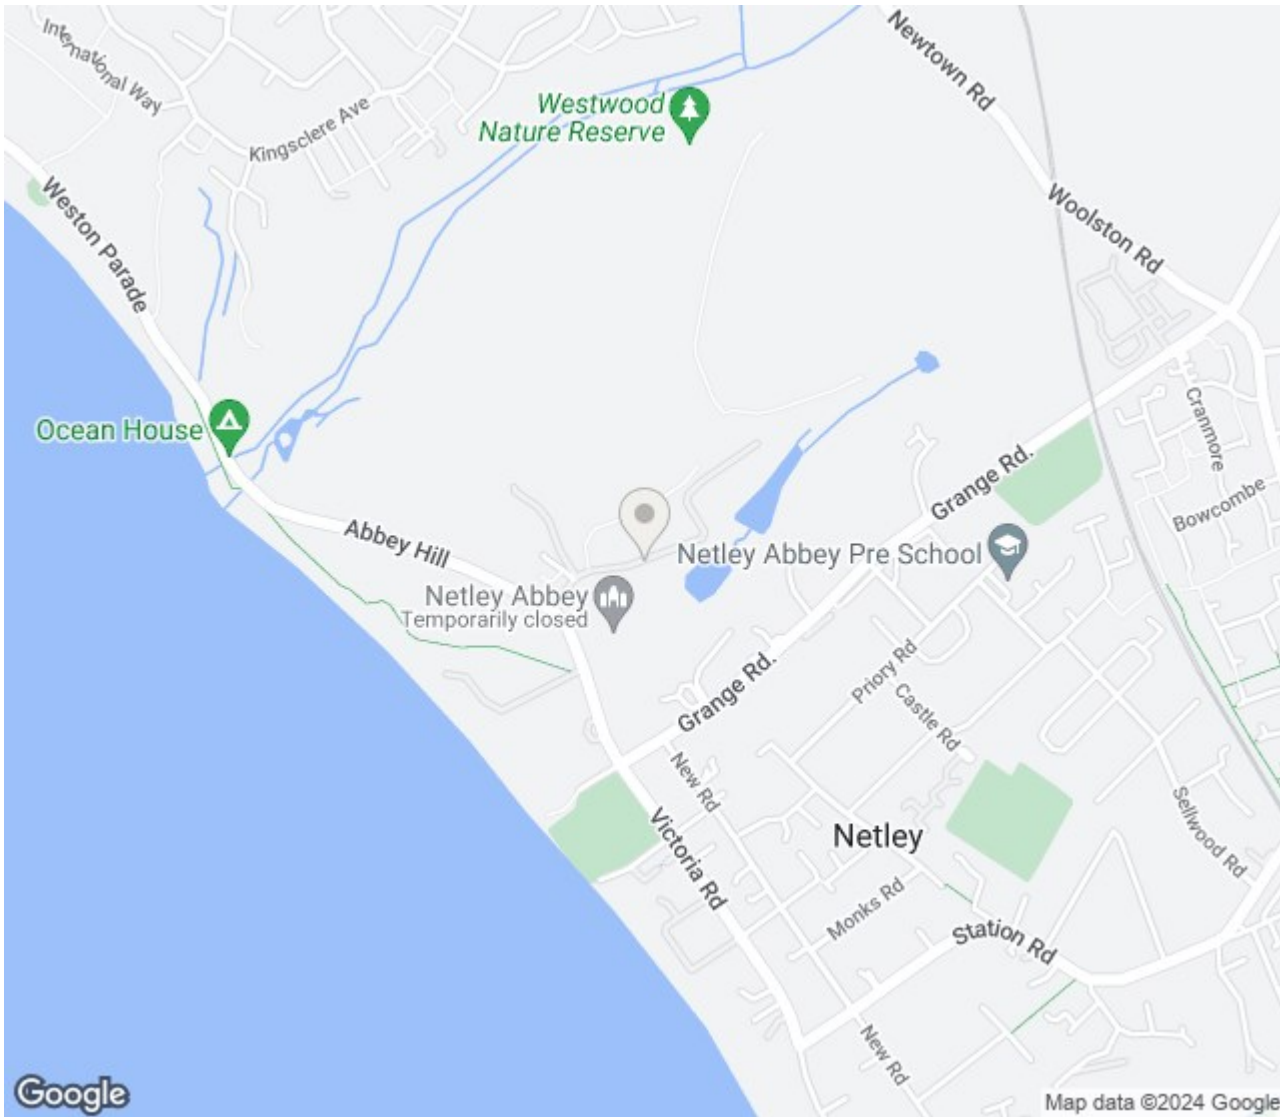 International Way
Kingsclere Ave
Westwood
Nature Reserve
Newtown Rd
Woolston Rd
Weston Parade
Ocean House
Abbey Hill
Cranmore
Bowcombe
Grange Rd.
Netley Abbey Pre School
Netley Abbey
Temporarily closed
Priory Rd
Castle Rd
Grange Rd.
New Rd
Victoria Rd
Netley
Sellwood Rd
Monks Rd
Station Rd
New Rd
Google
Map data ©2024 Google